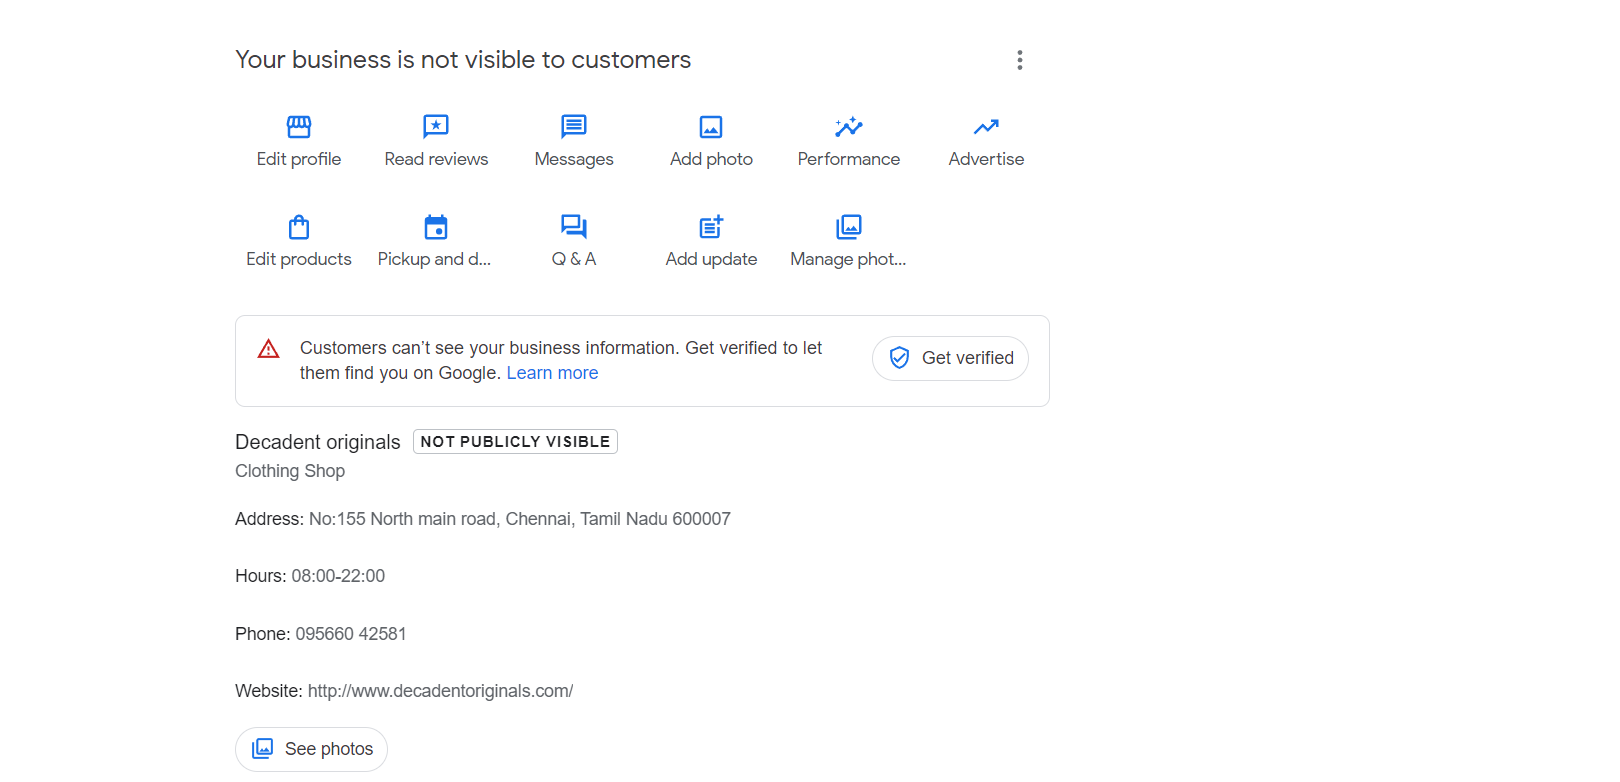 Your business is not visible to customers
Edit profile
Read reviews
Messages
Add photo
Performance
Advertise
Edit products
Pickup and d...
Q & A
Add update
Manage phot...
Customers can’t see your business information. Get verified to let
them find you on Google. Learn more
Get verified
Decadent originals NOT PUBLICLY VISIBLE
Clothing Shop
Address: No:155 North main road, Chennai, Tamil Nadu 600007
Hours: 08:00-22:00
Phone: 095660 42581
Website: http://www.decadentoriginals.com/
See photos